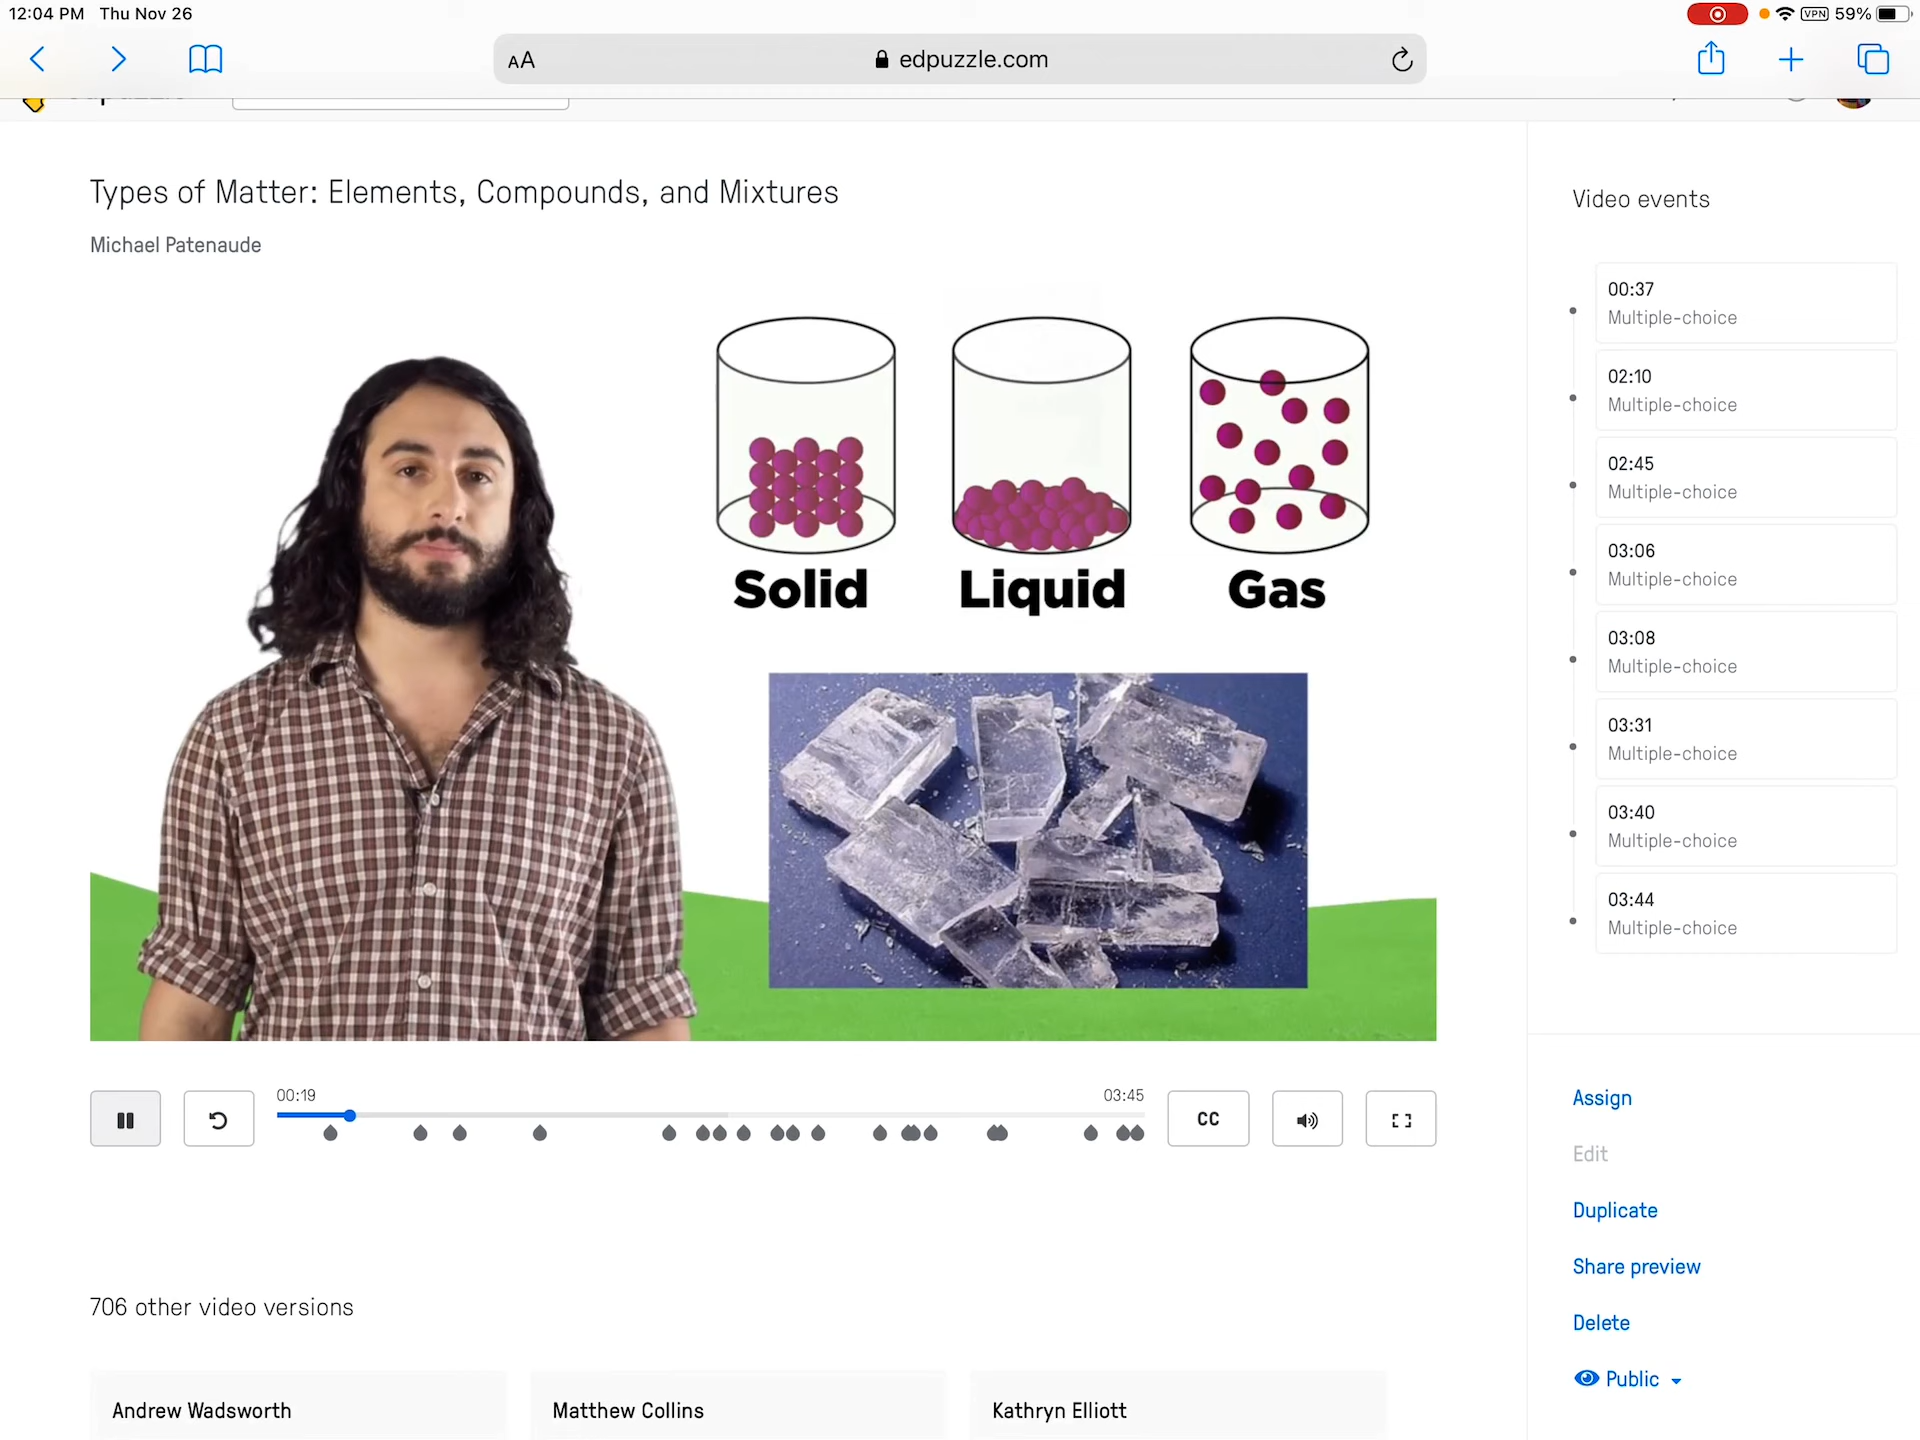 12:04 PM Thu Nov 26
VPN 59%
AA
edpuzzle.com
Types of Matter: Elements, Compounds, and Mixtures
Michael Patenaude
Solid
Liquid
Gas
00:19
03:45
CC
706 other video versions
Andrew Wadsworth
Matthew Collins
Kathryn Elliott
Video events
00:37
Multiple-choice
02:10
Multiple-choice
02:45
Multiple-choice
03:06
Multiple-choice
03:08
Multiple-choice
03:31
Multiple-choice
03:40
Multiple-choice
03:44
Multiple-choice
Assign
Edit
Duplicate
Share preview
Delete
Public